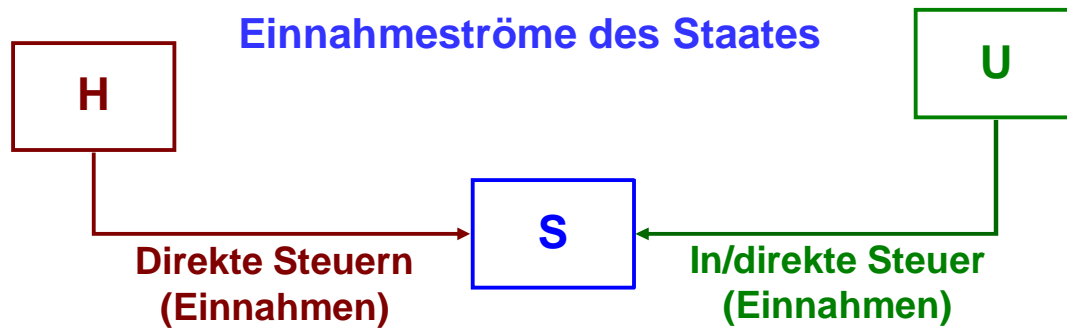 Einnahmeströme des Staates
H
U
S
Direkte Steuern
(Einnahmen)
In/direkte Steuer
(Einnahmen)